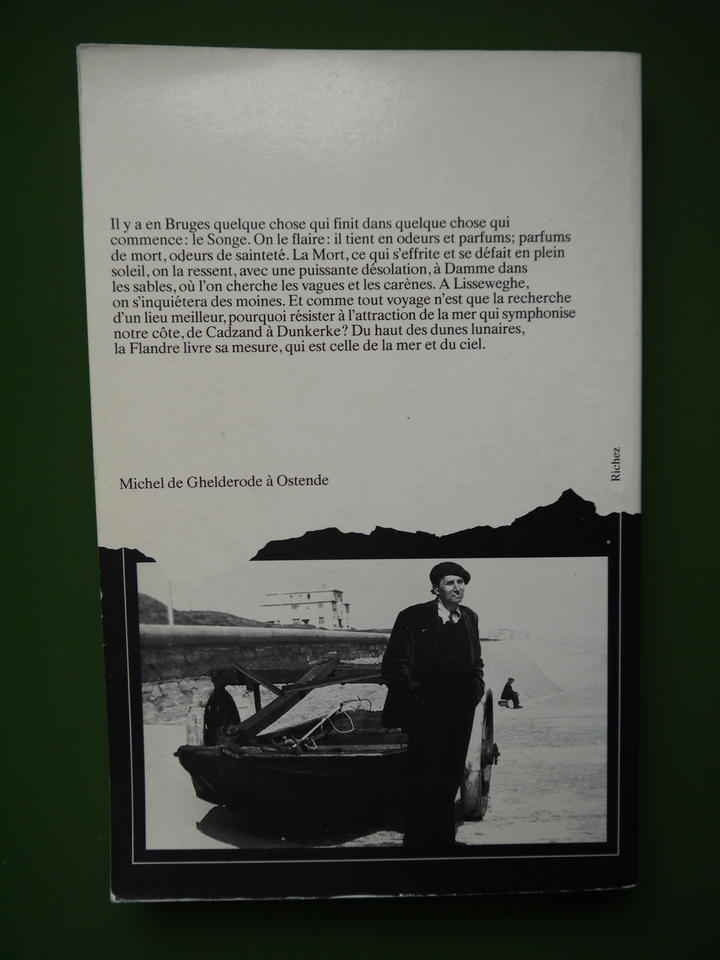 Il y a en Bruges quelque chose qui finit dans quelque chose qui
commence: le Songe. On le flaire: il tient en odeurs et parfums; parfums
de mort, odeurs de sainteté. La Mort, ce qui s'effrite et se défait en plein
soleil, on la ressent, avec une puissante désolation, à Damme dans
les sables, où l'on cherche les vagues et les carènes. A Lisseweghe,
on s'inquiétera des moines. Et comme tout voyage n'est que la recherche
d'un lieu meilleur, pourquoi résister à l'attraction de la mer qui symphonise
notre côte, de Cadzand à Dunkerke? Du haut des dunes lunaires,
la Flandre livre sa mesure, qui est celle de la mer et du ciel.
Richez
Michel de Ghelderode à Ostende